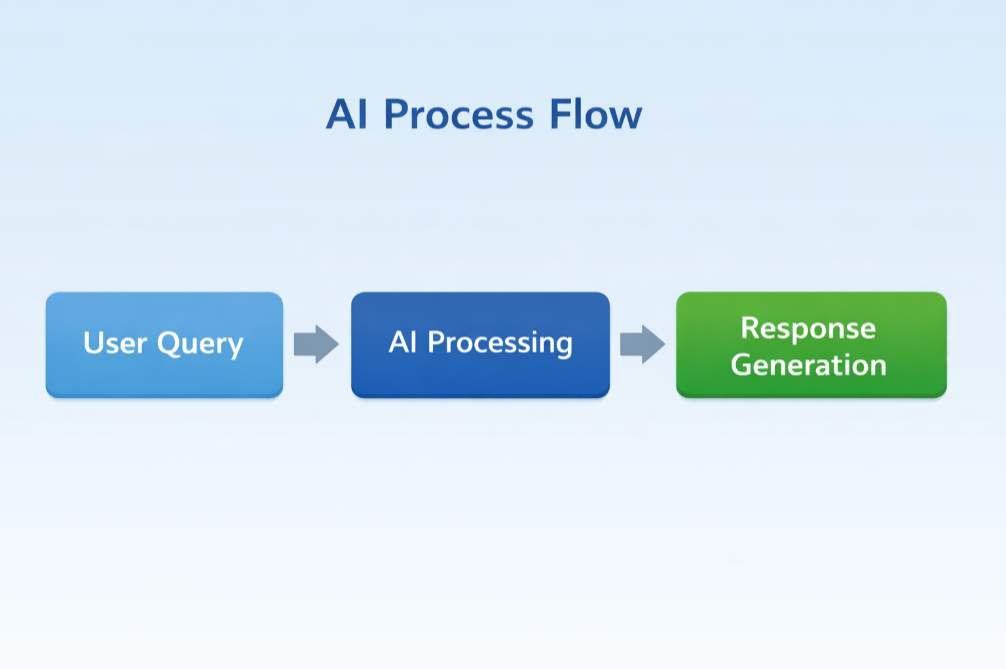 AI Process Flow
User Query
AI Processing
Response
Generation